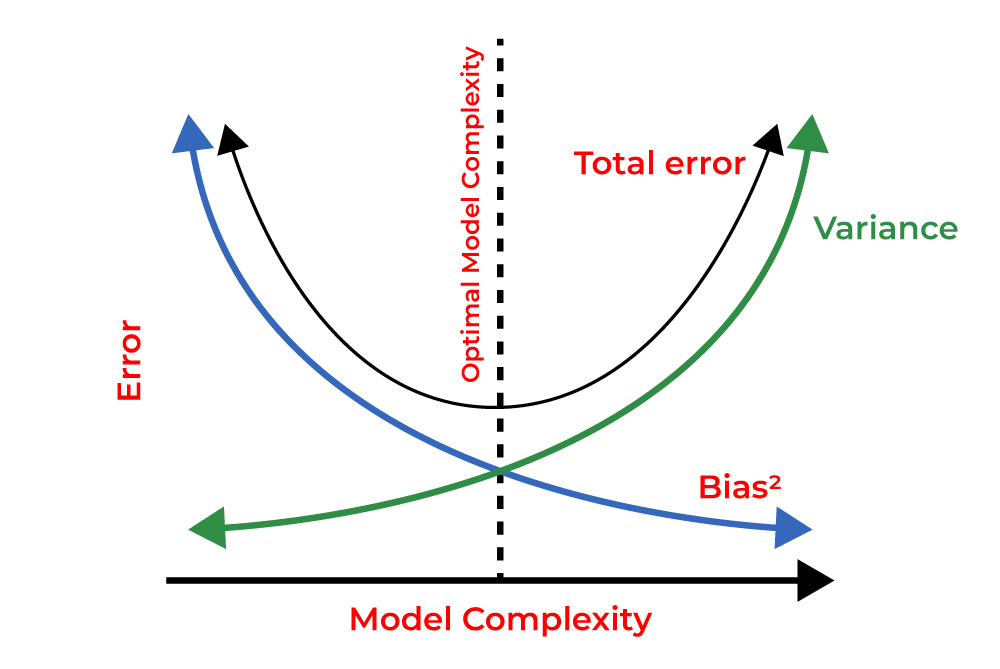 Optimal Model Complexity
Total error
Variance
Error
Bias²
Model Complexity